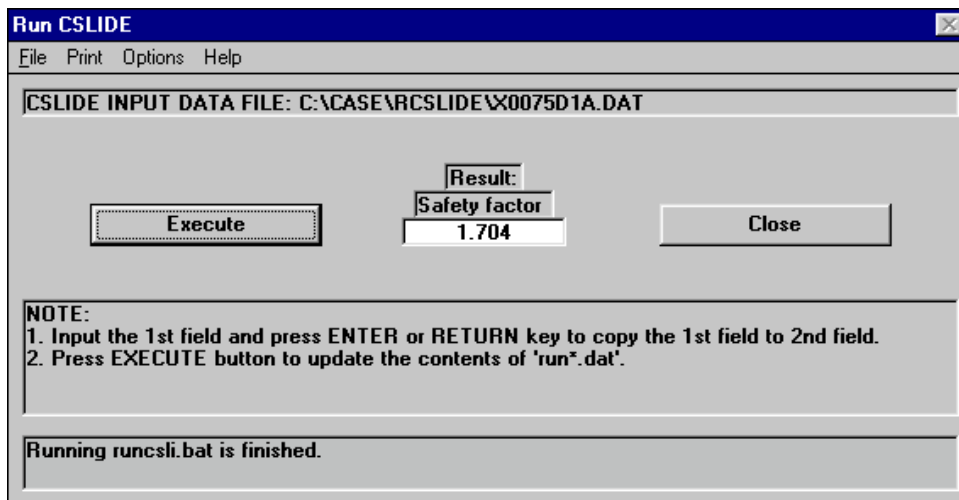 Run CSLIDE
File Print Options Help
CSLIDE INPUT DATA FILE: C:\CASE\RCSLIDE\X0075D1A.DAT
Result:
Safety factor
Execute
1.704
Close
NOTE:
1. Input the 1st field and press ENTER or RETURN key to copy the 1st field to 2nd field.
2. Press EXECUTE button to update the contents of 'run*.dat'.
Running runcsli.bat is finished.